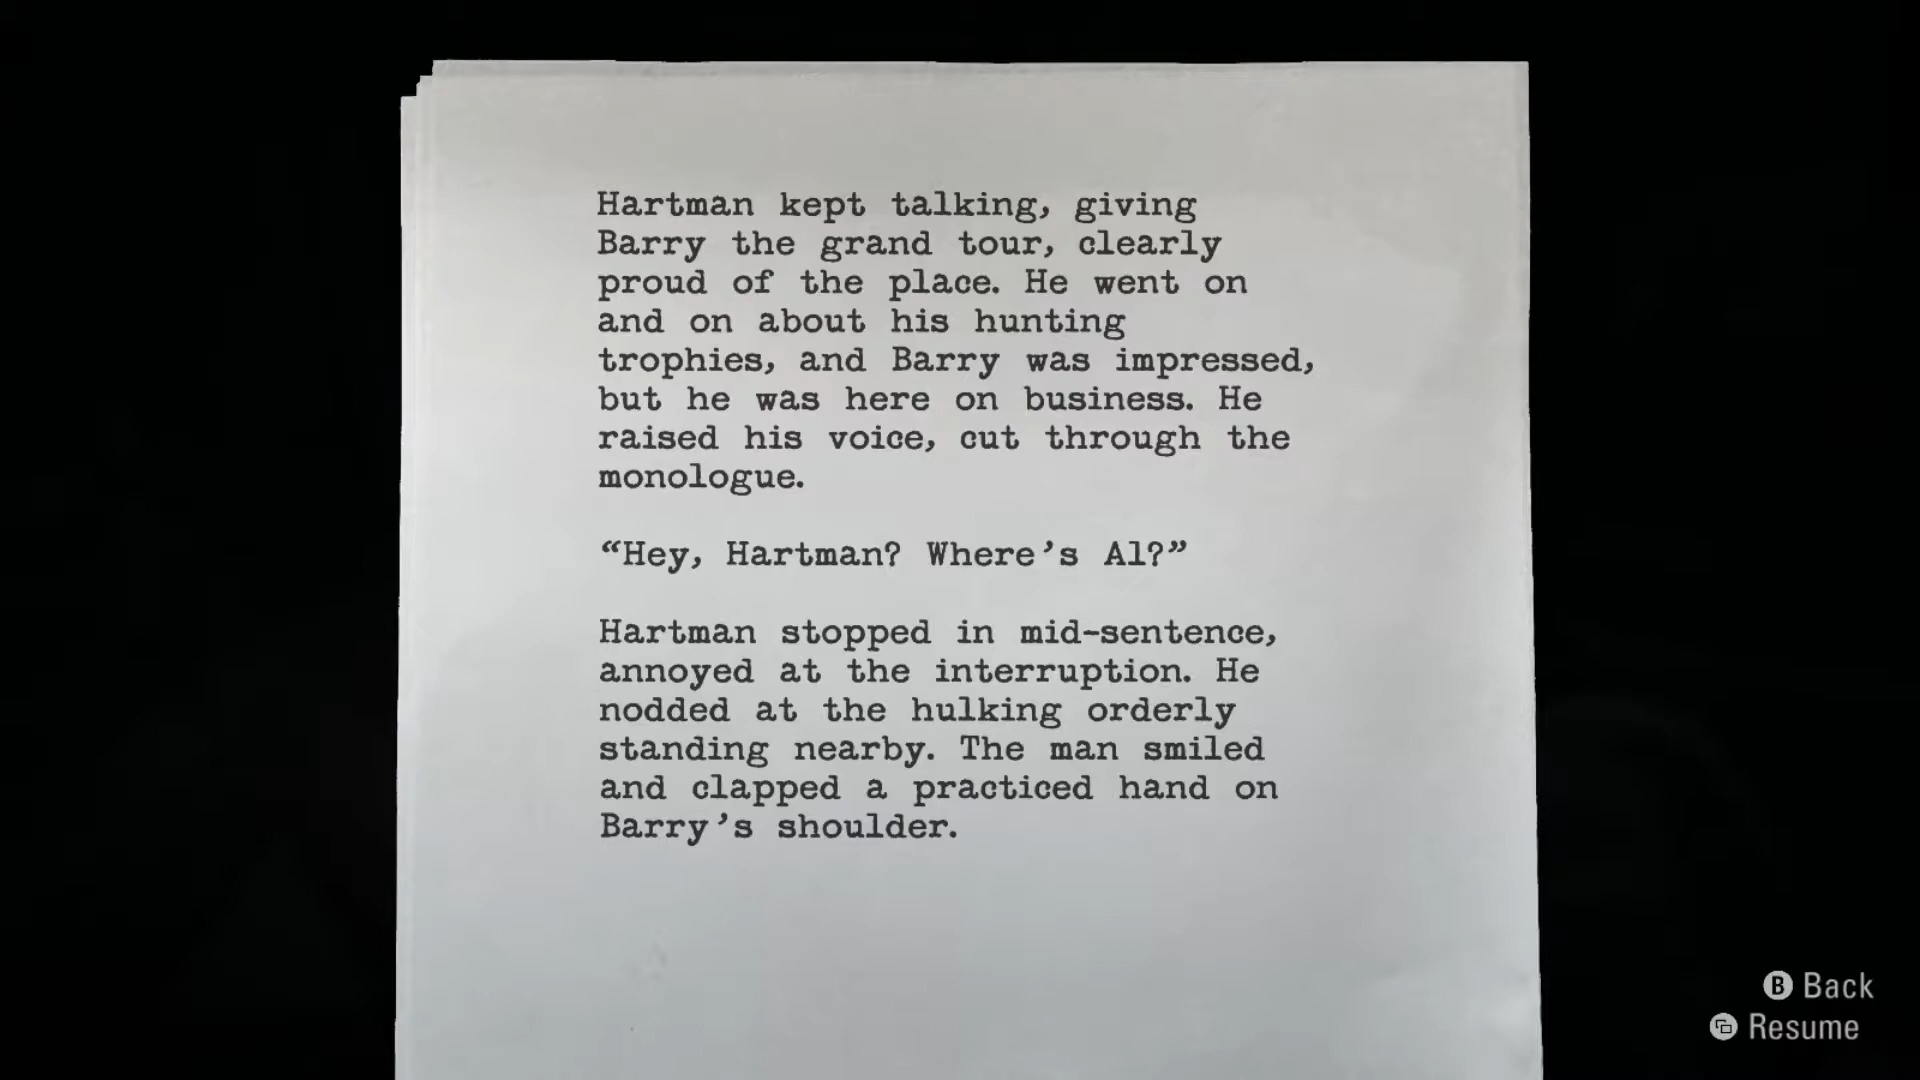 Hartman kept talking, giving
Barry the grand tour, clearly
proud of the place. He went on
and on about his hunting
trophies, and Barry was impressed,
but he was here on business. He
raised his voice, cut through the
monologue.
“Hey, Hartman? Where’s Al?”
Hartman stopped in mid-sentence,
annoyed at the interruption. He
nodded at the hulking orderly
standing nearby. The man smiled
and clapped a practiced hand on
Barry’s shoulder.
B Back
Resume